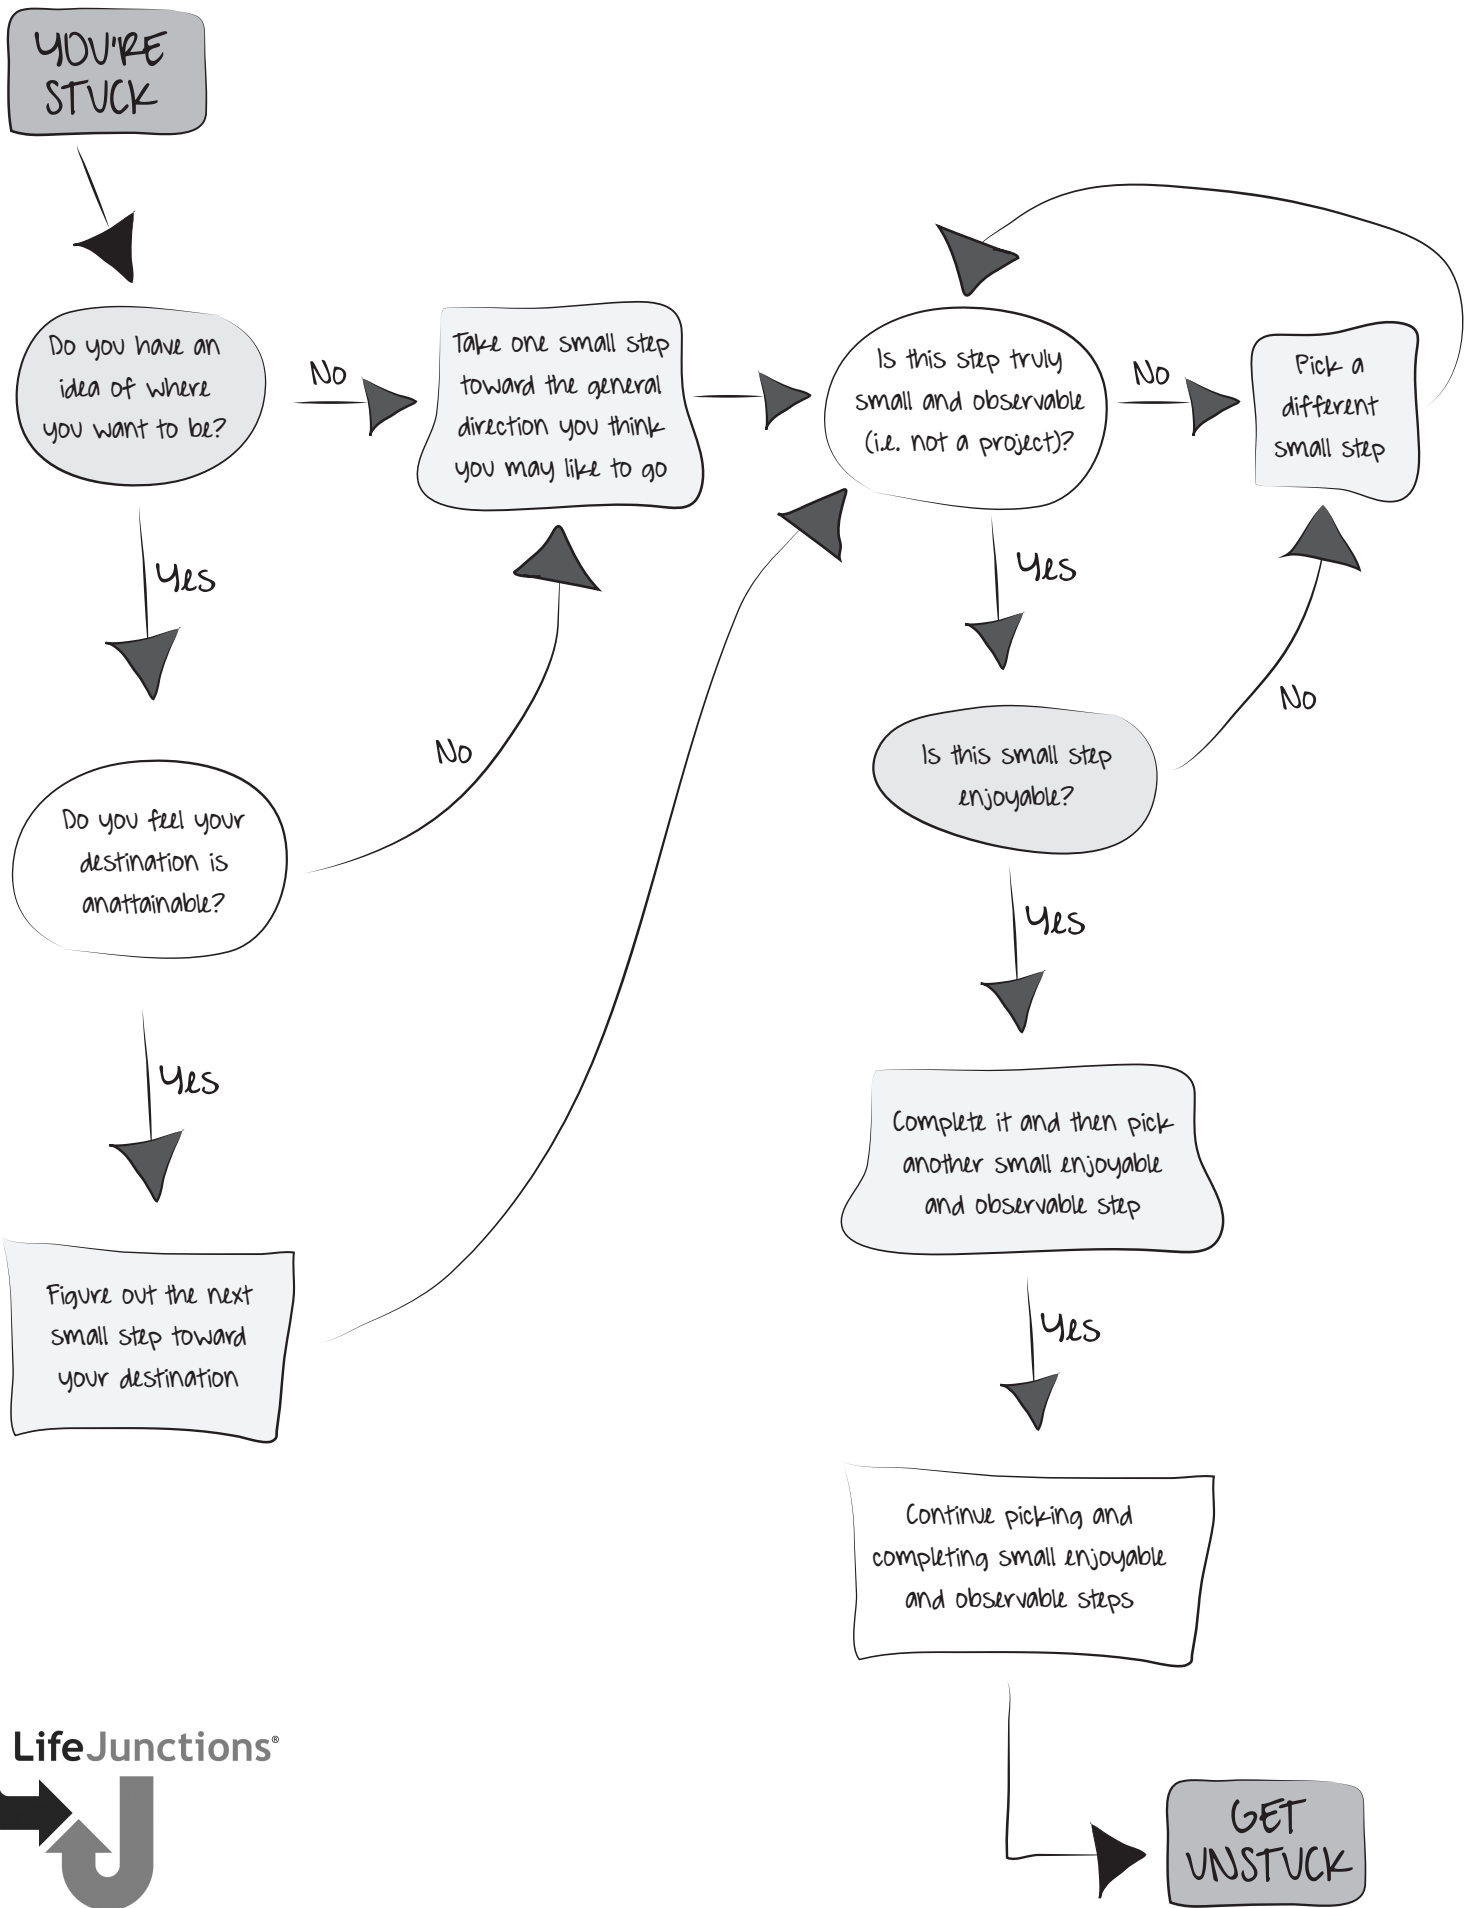 YOU'RE
STUCK
Do you have an
idea of where
you want to be?
No
Take one small step
toward the general
direction you think
you may like to go
Is this step truly
small and observable
(i.e. not a project)?
No
Pick a
different
small step
Yes
Yes
No
No
Is this small step
enjoyable?
Do you feel your
destination is
anattainable?
Yes
Yes
Complete it and then pick
another small enjoyable
and observable step
Figure out the next
small step toward
your destination
Yes
Continue picking and
completing small enjoyable
and observable steps
LifeJunctions®
GET
UNSTUCK